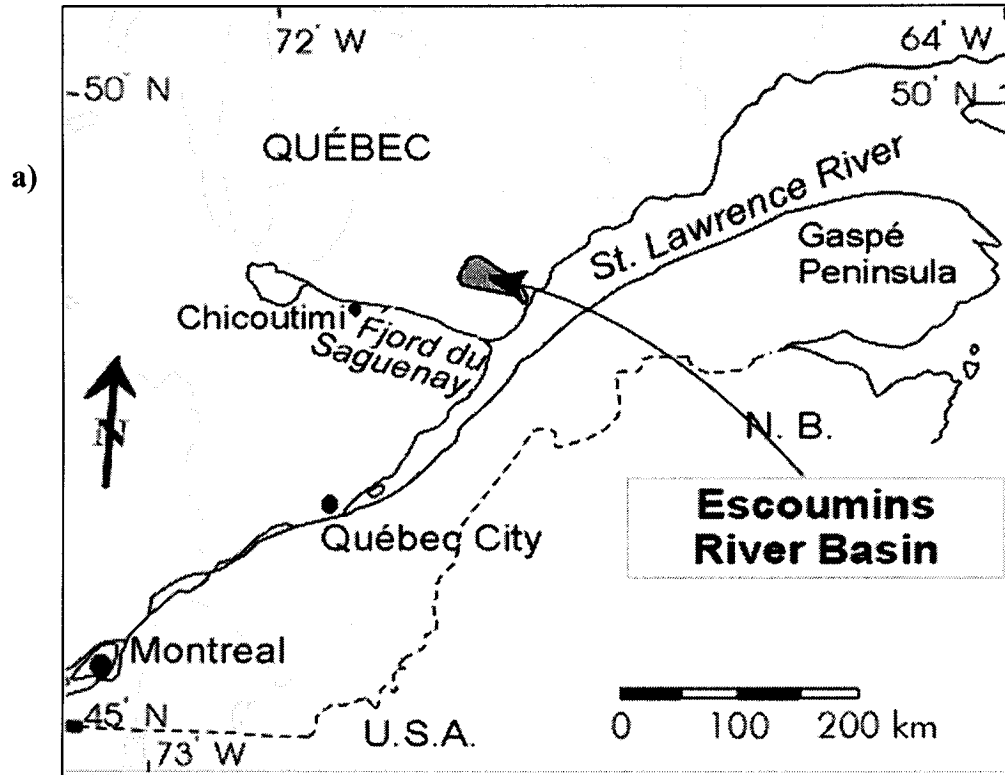 72° W
64° W
50° N
50° N
QUÉBEC
a)
St. Lawrence River
Gaspé
Peninsula
Chicoutimi
Fjord du
Saguenay
N
N. B.
Escoumins
River Basin
Québec City
Montreal
45° N
U.S.A.
0 100 200 km
73° W